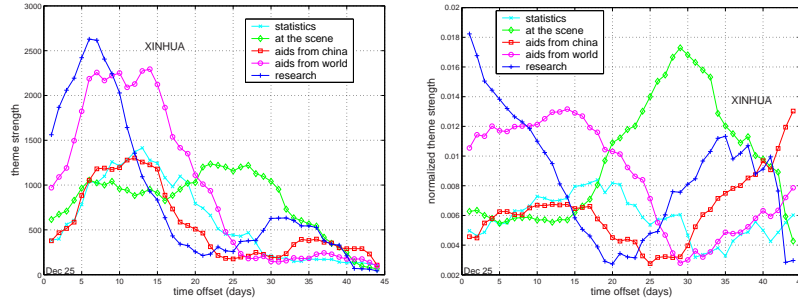 3000
2500
2000
1500
1000
500
0
theme strength
XINHUA
statistics
at the scene
aids from china
aids from world
research
Dec 25
0 5 10 15 20 25 30 35 40 45
time offset (days)
0.02
0.018
0.016
0.014
0.012
0.01
0.008
0.006
0.004
0.002
normalized theme strength
statistics
at the scene
aids from china
aids from world
research
XINHUA
Dec 25
0 5 10 15 20 25 30 35 40 45
time offset (days)